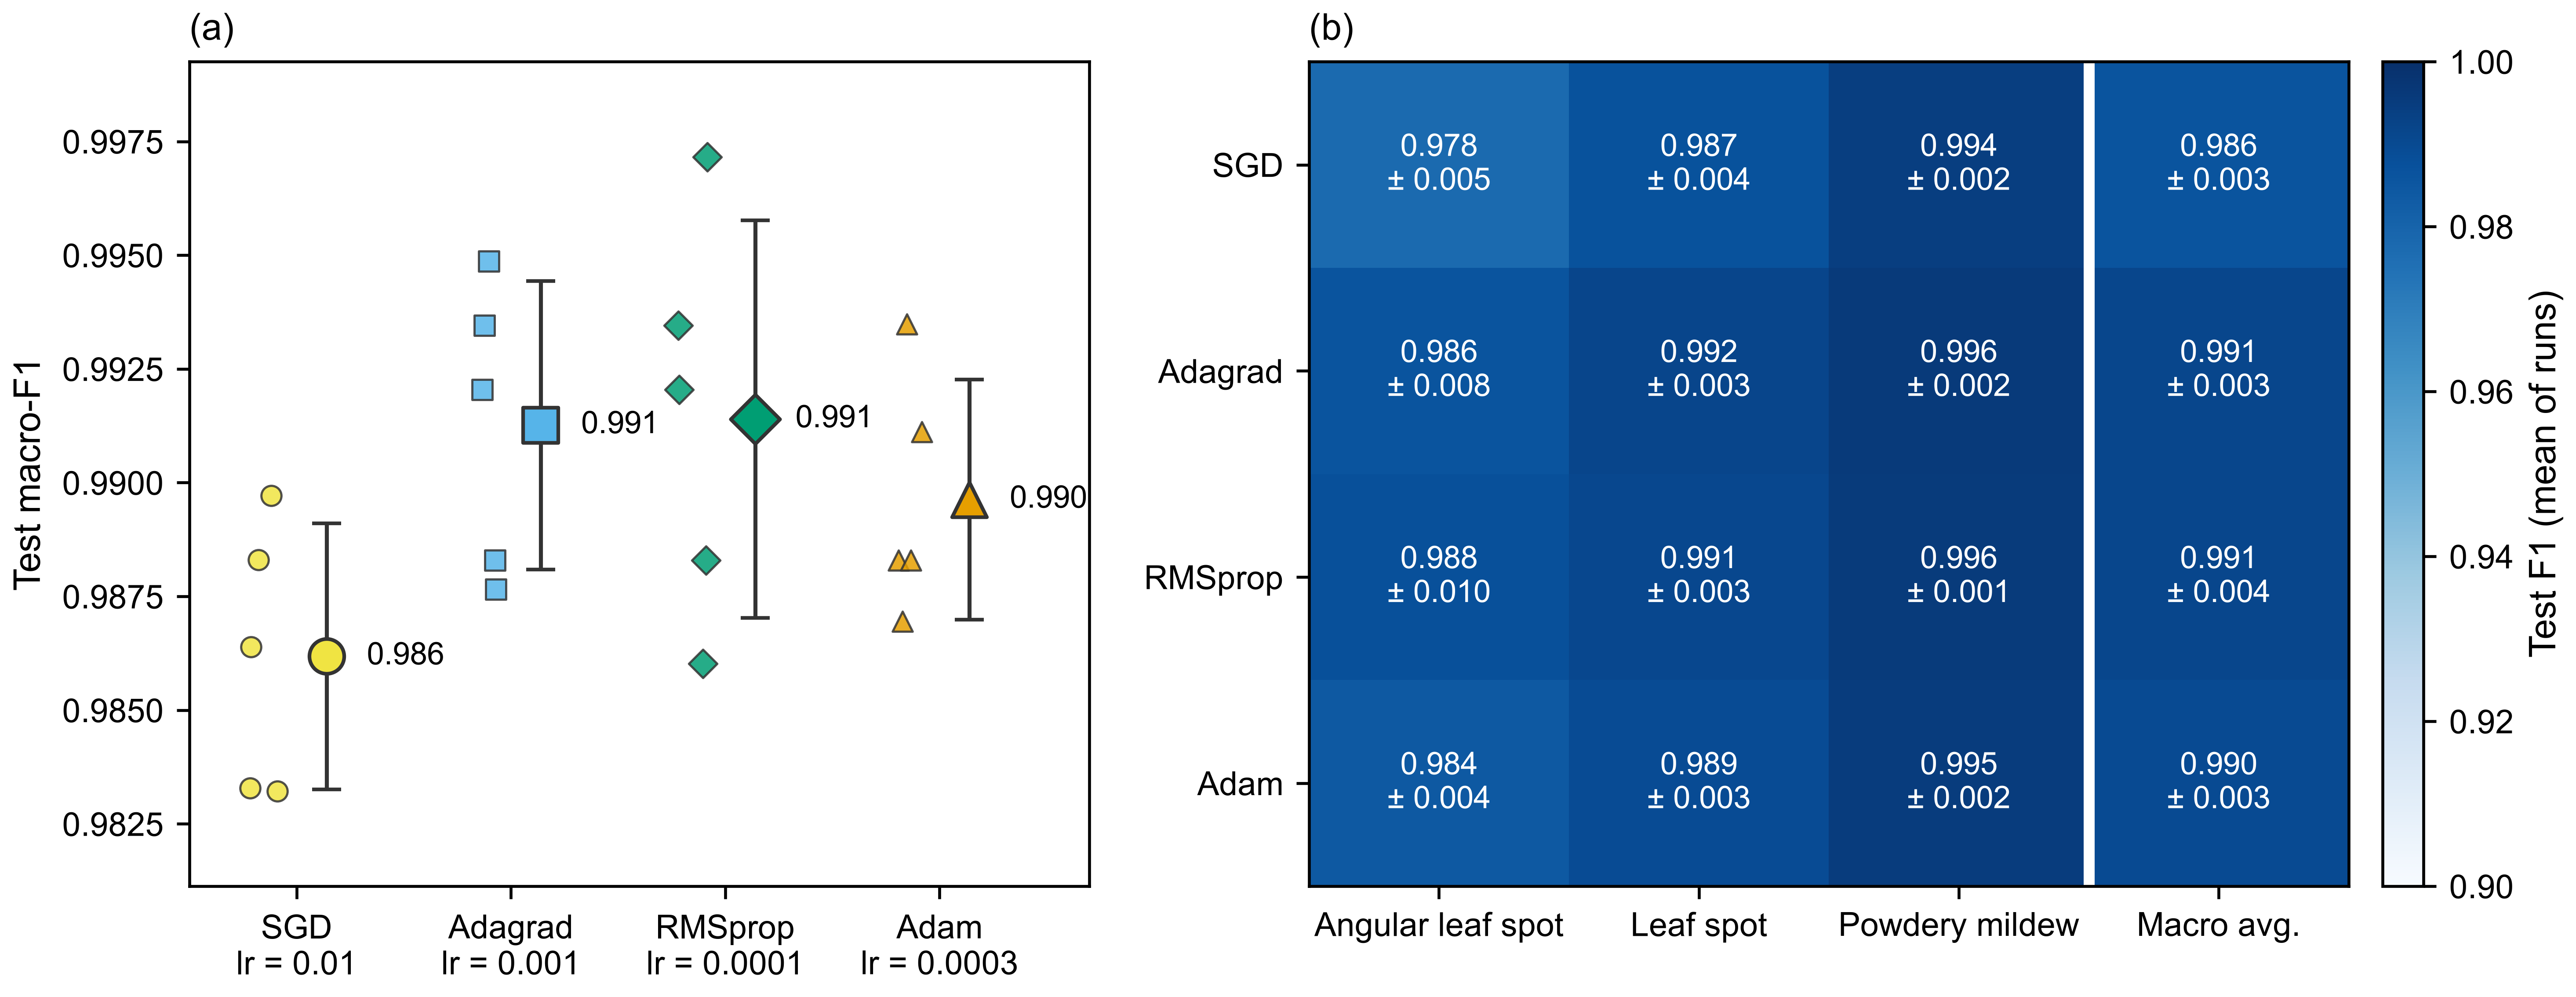 (a)
Test macro-F1
0.9975
0.9950
0.9925
0.9900
0.9875
0.9850
0.9825
0.986
0.991
0.991
0.990
SGD
lr = 0.01
Adagrad
lr = 0.001
RMSprop
lr = 0.0001
Adam
lr = 0.0003
(b)
SGD
0.978
± 0.005
0.987
± 0.004
0.994
± 0.002
0.986
± 0.003
Adagrad
0.986
± 0.008
0.992
± 0.003
0.996
± 0.002
0.991
± 0.003
RMSprop
0.988
± 0.010
0.991
± 0.003
0.996
± 0.001
0.991
± 0.004
Adam
0.984
± 0.004
0.989
± 0.003
0.995
± 0.002
0.990
± 0.003
Angular leaf spot
Leaf spot
Powdery mildew
Macro avg.
1.00
0.98
0.96
0.94
0.92
0.90
Test F1 (mean of runs)